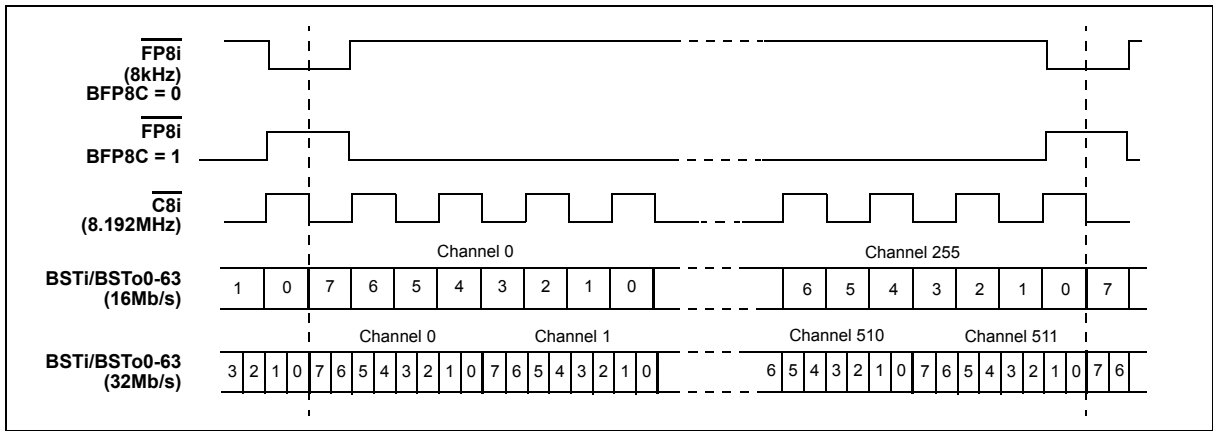 FP8i
(8kHz)
BFP8C = 0
FP8i
BFP8C = 1
C8i
(8.192MHz)
Channel 0 Channel 255
BSTi/BSTo0-63
(16Mb/s)
1 0 7 6 5 4 3 2 1 0 6 5 4 3 2 1 0 7
Channel 0 Channel 1 Channel 510 Channel 511
BSTi/BSTo0-63
(32Mb/s)
3 2 1 0 7 6 5 4 3 2 1 0 7 6 5 4 3 2 1 0 6 5 4 3 2 1 0 7 6 5 4 3 2 1 0 7 6